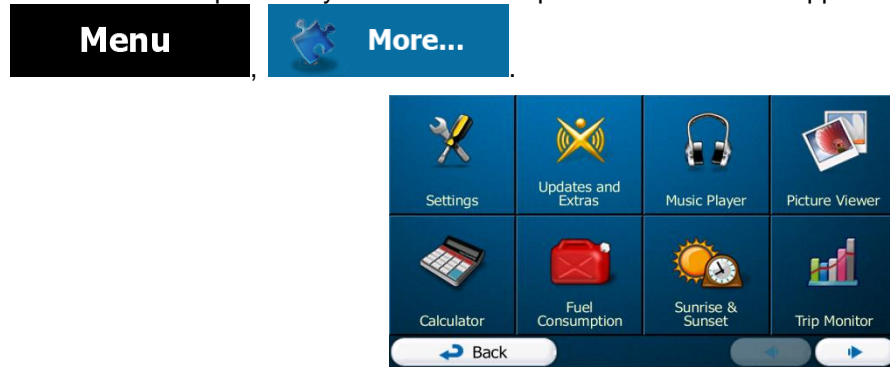 Menu, More...
Settings
Updates and
Extras
Music Player
Picture Viewer
Calculator
Fuel
Consumption
Sunrise &
Sunset
Trip Monitor
Back